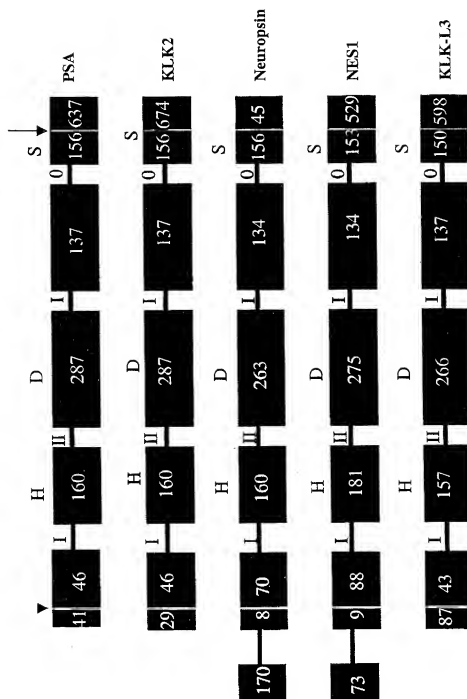 H D S
41 46 I 160 II 287 I 137 0 156 637 PSA
H D S
29 46 I 160 II 287 I 137 0 156 674 KLK2
H D S
170 8 70 I 160 II 263 I 134 0 156 45 Neuropsin
H D S
73 9 88 I 181 II 275 I 134 0 153 529 NES1
H D S
87 43 I 157 II 266 I 137 0 150 598 KLK-L3